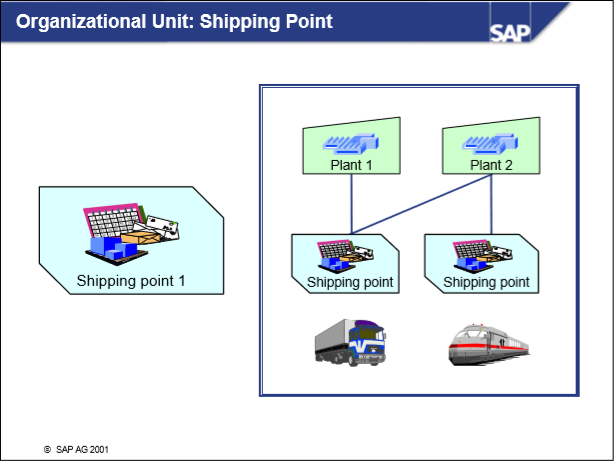 Organizational Unit: Shipping Point
SAP
Plant 1
Plant 2
Shipping point 1
Shipping point
Shipping point
© SAP AG 2001